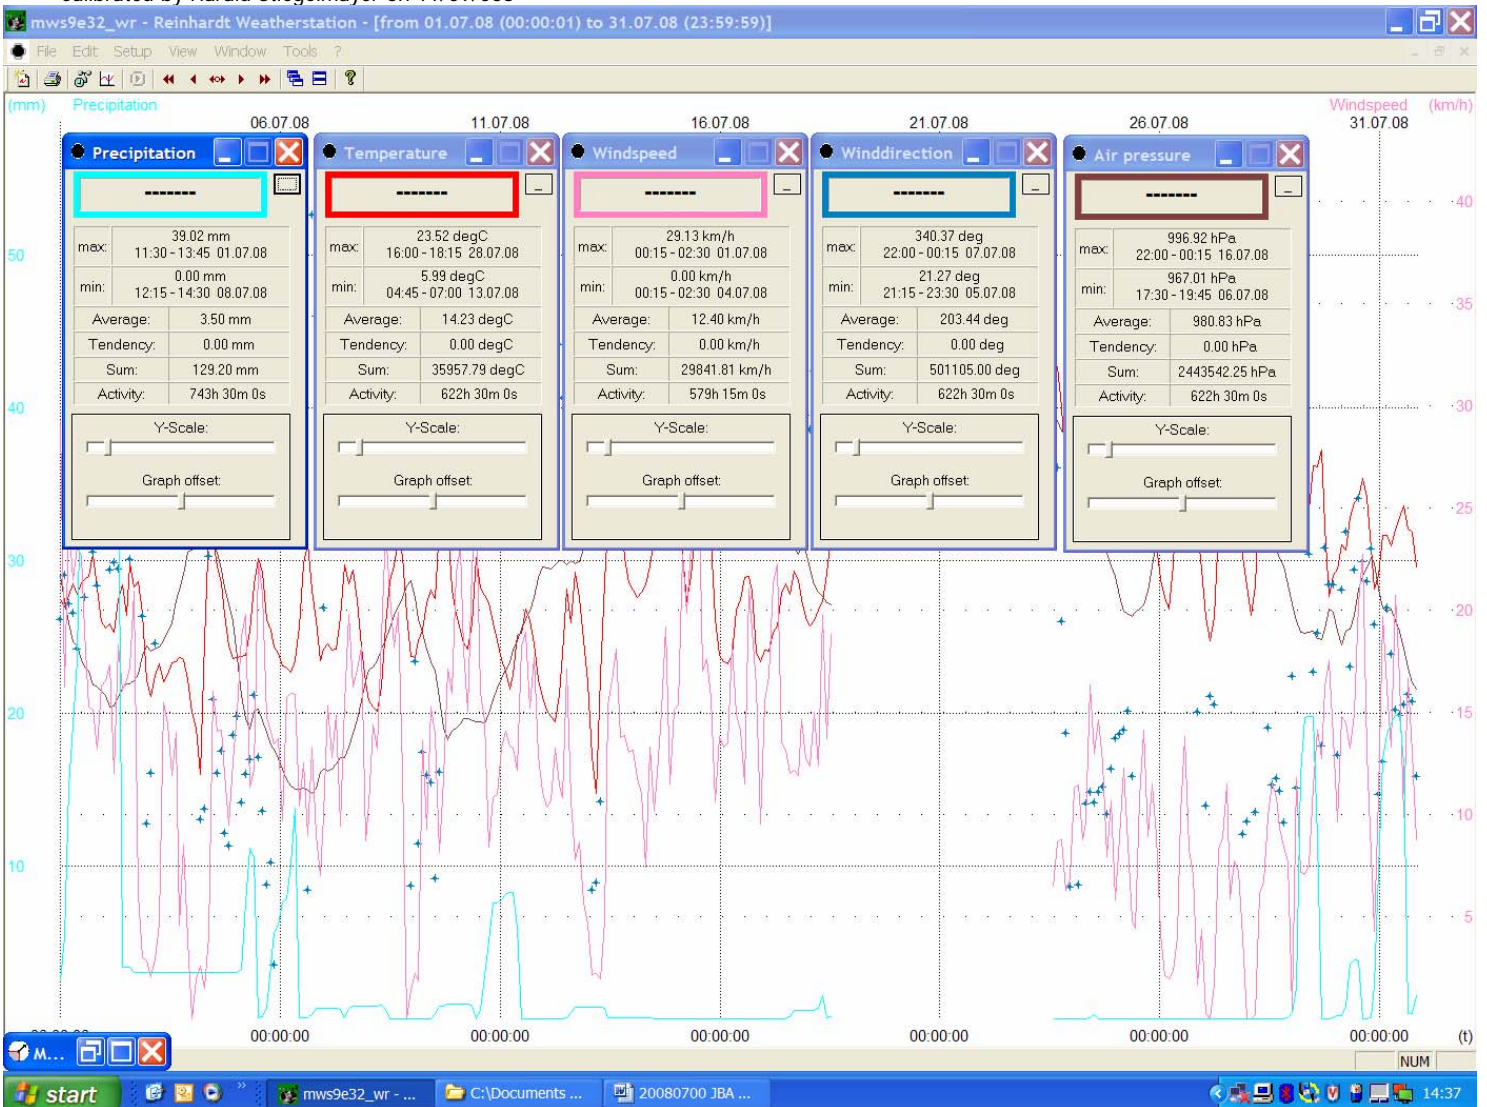 mws9e32_wr - Reinhardt Weatherstation - [from 01.07.08 (00:00:01) to 31.07.08 (23:59:59)]
File Edit Setup View Window Tools ?
(mm) Precipitation Windspeed (km/h)
06.07.08 11.07.08 16.07.08 21.07.08 26.07.08 31.07.08
Precipitation
-------
max: 39.02 mm
11:30 - 13:45 01.07.08
min: 0.00 mm
12:15 - 14:30 08.07.08
Average: 3.50 mm
Tendency: 0.00 mm
Sum: 129.20 mm
Activity: 743h 30m 0s
Y-Scale:
Graph offset:
Temperature
-------
max: 23.52 degC
16:00 - 18:15 28.07.08
min: 5.99 degC
04:45 - 07:00 13.07.08
Average: 14.23 degC
Tendency: 0.00 degC
Sum: 35957.79 degC
Activity: 622h 30m 0s
Y-Scale:
Graph offset:
Windspeed
-------
max: 29.13 km/h
00:15 - 02:30 01.07.08
min: 0.00 km/h
00:15 - 02:30 04.07.08
Average: 12.40 km/h
Tendency: 0.00 km/h
Sum: 29841.81 km/h
Activity: 579h 15m 0s
Y-Scale:
Graph offset:
Winddirection
-------
max: 340.37 deg
22:00 - 00:15 07.07.08
min: 21.27 deg
21:15 - 23:30 05.07.08
Average: 203.44 deg
Tendency: 0.00 deg
Sum: 501105.00 deg
Activity: 622h 30m 0s
Y-Scale:
Graph offset:
Air pressure
-------
max: 996.92 hPa
22:00 - 00:15 16.07.08
min: 967.01 hPa
17:30 - 19:45 06.07.08
Average: 980.83 hPa
Tendency: 0.00 hPa
Sum: 2443542.25 hPa
Activity: 622h 30m 0s
Y-Scale:
Graph offset:
50
40
30
20
10
40
35
30
25
20
15
10
5
00:00:00 00:00:00 00:00:00 00:00:00 00:00:00 00:00:00 (t)
M...
NUM
start mws9e32_wr - ... C:\Documents ... 20080700 JBA ... 14:37